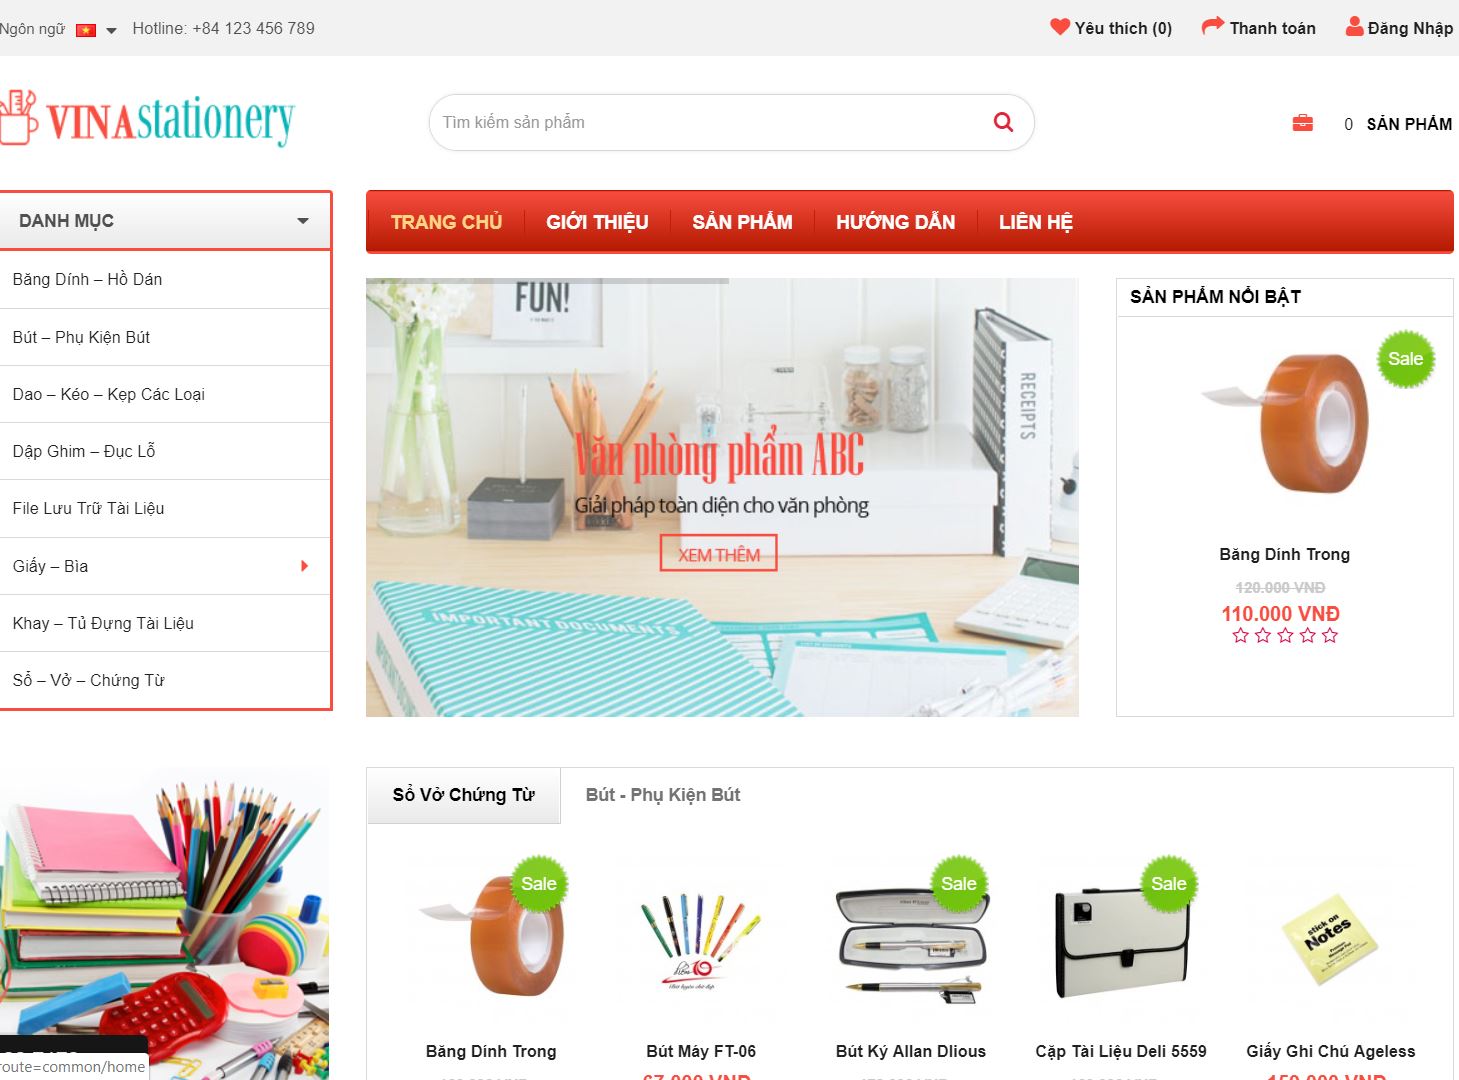 Ngôn ngữ
Hotline: +84 123 456 789
Yêu thích (0)
Thanh toán
Đăng Nhập
VINAstationery
Tìm kiếm sản phẩm
0 SẢN PHẨM
DANH MỤC
TRANG CHỦ
GIỚI THIỆU
SẢN PHẨM
HƯỚNG DẪN
LIÊN HỆ
Băng Dính – Hồ Dán
Bút – Phụ Kiện Bút
Dao – Kéo – Kẹp Các Loại
Dập Ghim – Đục Lỗ
File Lưu Trữ Tài Liệu
Giấy – Bìa
Khay – Tủ Đựng Tài Liệu
Sổ – Vở – Chứng Từ
FUN!
RECEIPTS
Văn phòng phẩm ABC
Giải pháp toàn diện cho văn phòng
XEM THÊM
IMPORTANT DOCUMENTS
SẢN PHẨM NỔI BẬT
Sale
Băng Dính Trong
120.000 VNĐ
110.000 VNĐ
Sổ Vở Chứng Từ
Bút - Phụ Kiện Bút
Sale
Sale
Sale
stick on
Notes
Băng Dính Trong
Bút Máy FT-06
Bút Ký Allan Dlious
Cặp Tài Liệu Deli 5559
Giấy Ghi Chú Ageless
67.000 VNĐ
159.000 VNĐ
route=common/home